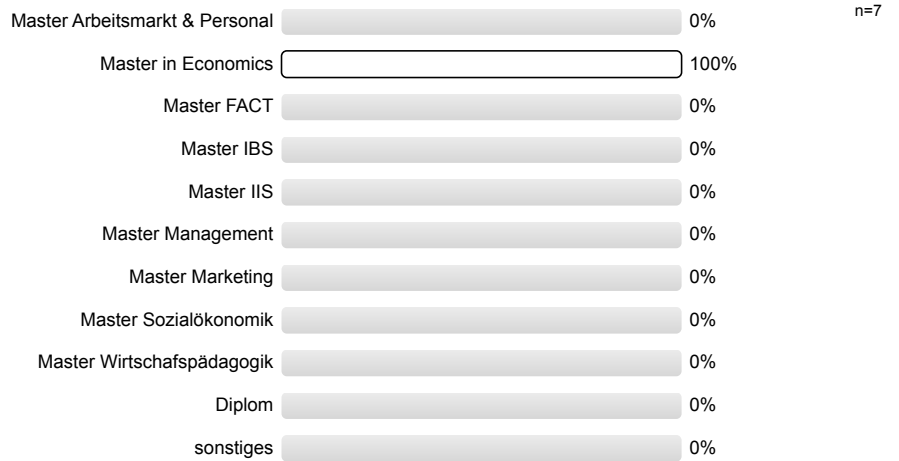 Master Arbeitsmarkt & Personal 0% n=7
Master in Economics 100%
Master FACT 0%
Master IBS 0%
Master IIS 0%
Master Management 0%
Master Marketing 0%
Master Sozialökonomik 0%
Master Wirtschafspädagogik 0%
Diplom 0%
sonstiges 0%